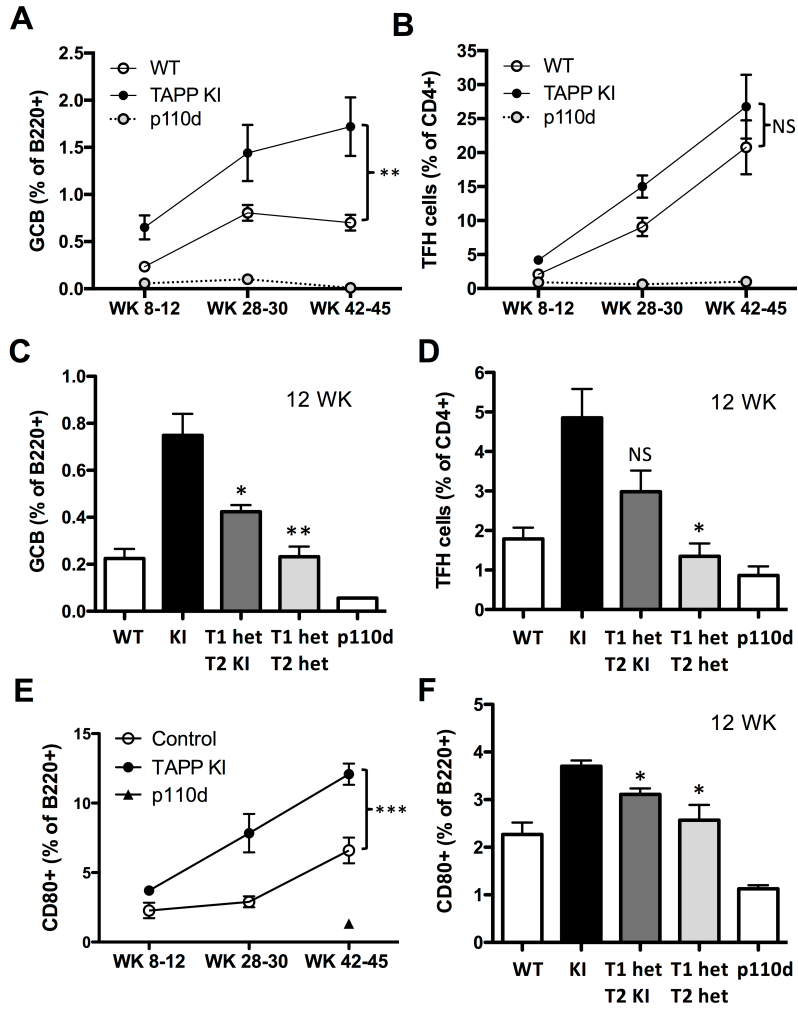 A
GCB (% of B220+)
2.5
2.0
1.5
1.0
0.5
0.0
WT
TAPP KI
p110d
**
WK 8-12 WK 28-30 WK 42-45
B
TFH cells (% of CD4+)
35
30
25
20
15
10
5
0
WT
TAPP KI
p110d
NS
WK 8-12 WK 28-30 WK 42-45
C
GCB (% of B220+)
1.0
0.8
0.6
0.4
0.2
0.0
12 WK
*
**
WT KI T1 het T1 het p110d
T2 KI T2 het
D
TFH cells (% of CD4+)
6
5
4
3
2
1
0
12 WK
NS
*
WT KI T1 het T1 het p110d
T2 KI T2 het
E
CD80+ (% of B220+)
15
10
5
0
Control
TAPP KI
p110d
***
WK 8-12 WK 28-30 WK 42-45
F
CD80+ (% of B220+)
5
4
3
2
1
0
12 WK
*
*
WT KI T1 het T1 het p110d
T2 KI T2 het